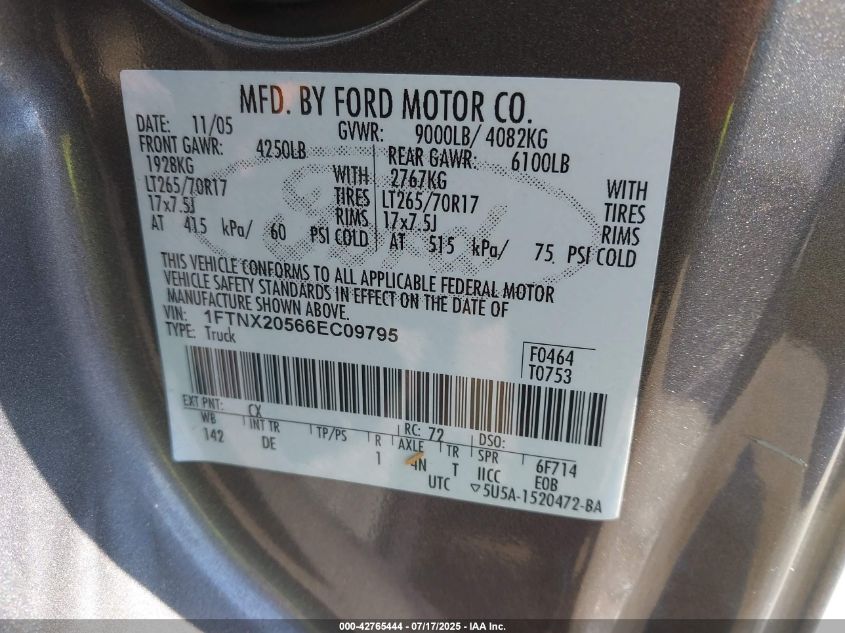 MFD. BY FORD MOTOR CO.
DATE: 11/05 GVWR: 9000LB/ 4082KG
FRONT GAWR: 4250LB REAR GAWR: 6100LB
1928KG WITH 2767KG WITH
LT265/70R17 TIRES LT265/70R17 TIRES
17x7.5J RIMS 17x7.5J RIMS
AT 415 kPa/ 60 PSI COLD AT 515 kPa/ 75 PSI COLD
THIS VEHICLE CONFORMS TO ALL APPLICABLE FEDERAL MOTOR
VEHICLE SAFETY STANDARDS IN EFFECT ON THE DATE OF
MANUFACTURE SHOWN ABOVE.
VIN: 1FTNX20566EC09795
TYPE: Truck
F0464
T0753
EXT PNT: CX RC: 72 DSO:
WB INT TR TP/PS R AXLE TR SPR 6F714
142 DE 1 4N T IICC EOB
UTC ▽5U5A-1520472-BA
Ford
000-42765444 - 07/17/2025 - IAA Inc.